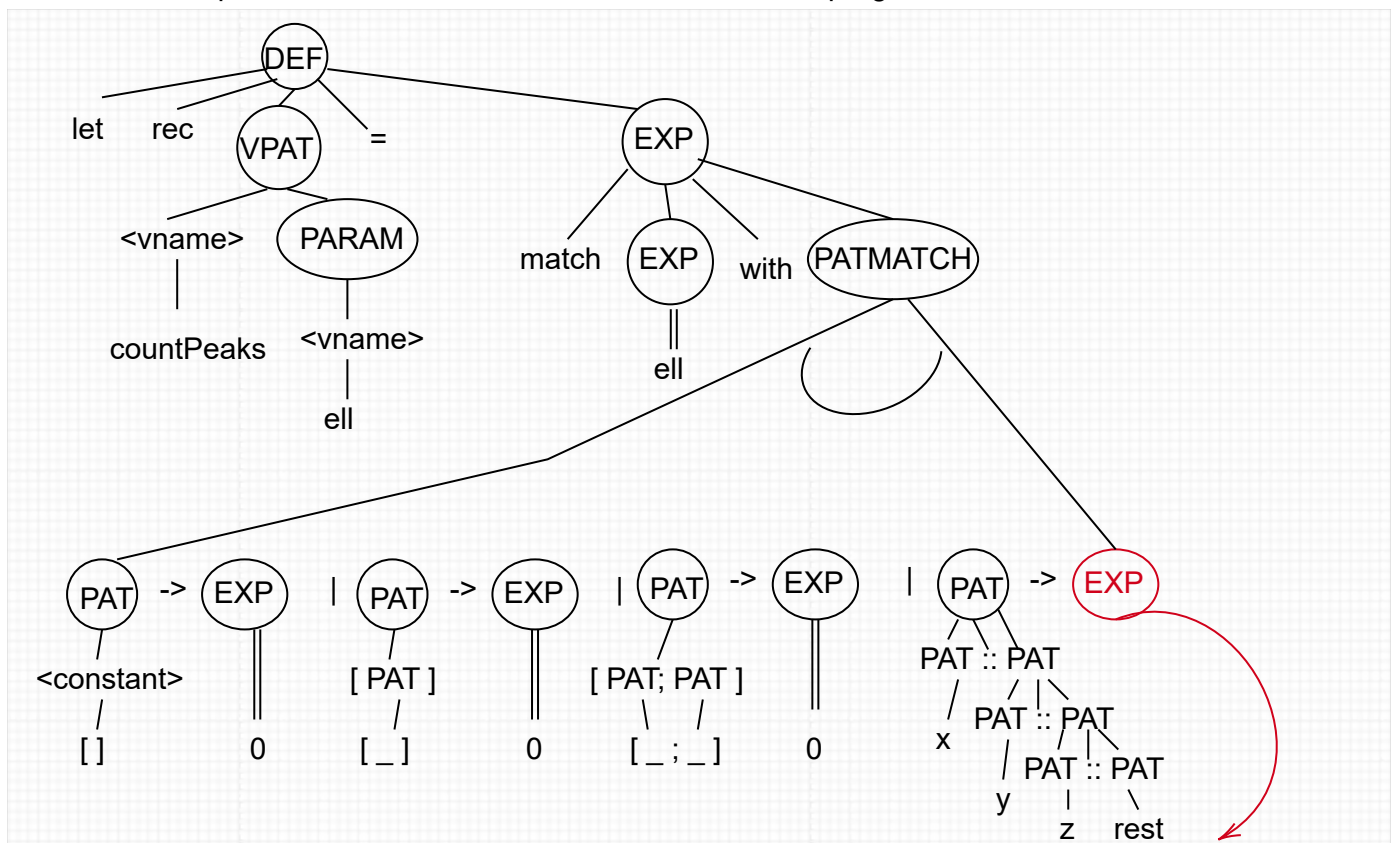 DEF
let rec VPAT = EXP
<vname> PARAM match EXP with PATMATCH
countPeaks <vname> ell
ell
PAT -> EXP | PAT -> EXP | PAT -> EXP | PAT -> EXP
<constant> [ PAT ] [ PAT; PAT ] PAT :: PAT
[ ] 0 [ _ ] 0 [ _ ; _ ] 0 x PAT :: PAT
y PAT :: PAT
z rest